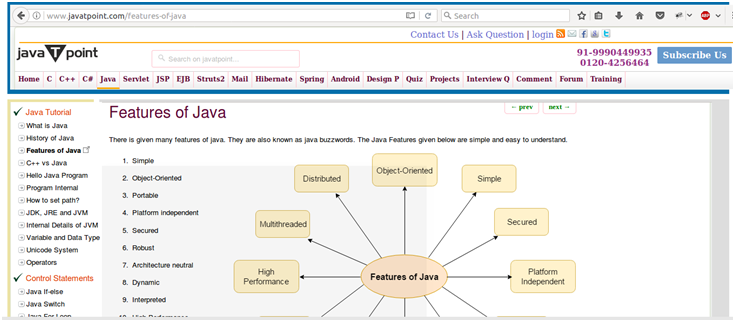 www.javatpoint.com/features-of-java
Search
Contact Us | Ask Question | login
java T point
Search on javatpoint...
91-9990449935
0120-4256464
Subscribe Us
Home C C++ C# Java Servlet JSP EJB Struts2 Mail Hibernate Spring Android Design P Quiz Projects Interview Q Comment Forum Training
Java Tutorial
What is Java
History of Java
Features of Java
C++ vs Java
Hello Java Program
Program Internal
How to set path?
JDK, JRE and JVM
Internal Details of JVM
Variable and Data Type
Unicode System
Operators
Control Statements
Java If-else
Java Switch
Java For Loop
Features of Java
← prev next →
There is given many features of java. They are also known as java buzzwords. The Java Features given below are simple and easy to understand.
1. Simple
2. Object-Oriented
3. Portable
4. Platform independent
5. Secured
6. Robust
7. Architecture neutral
8. Dynamic
9. Interpreted
10. High Performance
Object-Oriented
Distributed
Simple
Multithreaded
Secured
High
Performance
Features of Java
Platform
Independent